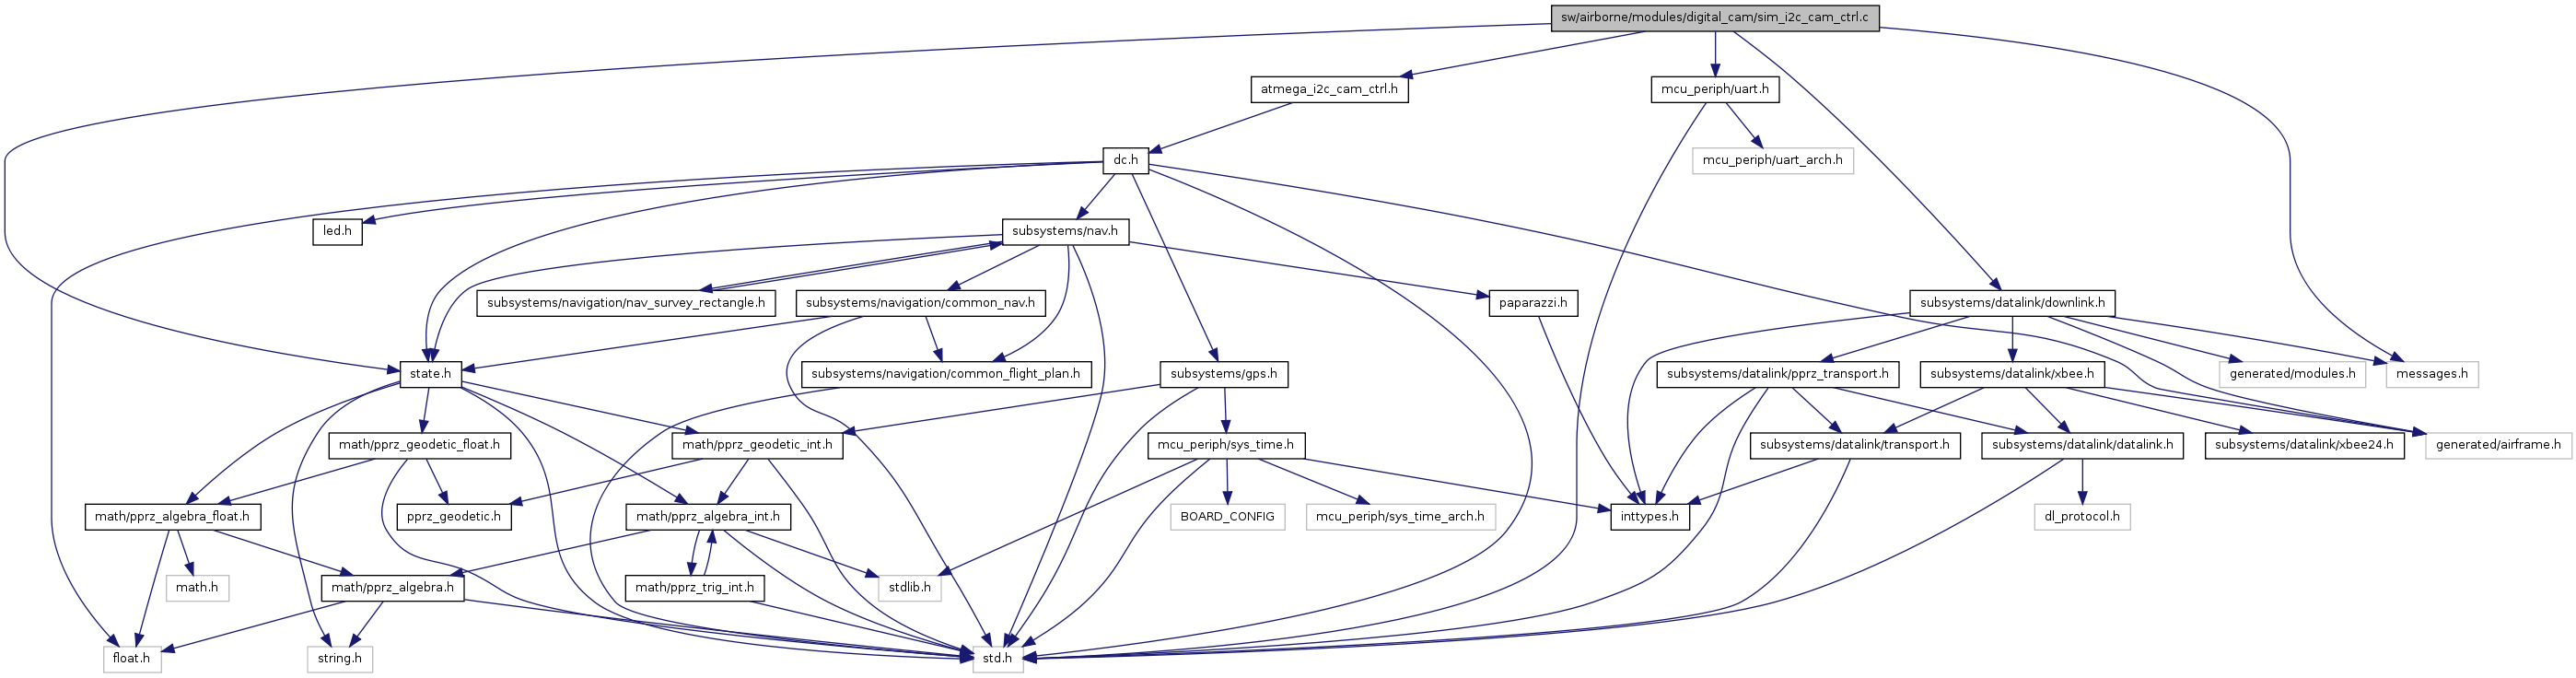 sw/airborne/modules/digital_cam/sim_i2c_cam_ctrl.c
atmega_i2c_cam_ctrl.h
mcu_periph/uart.h
dc.h
mcu_periph/uart_arch.h
led.h
subsystems/nav.h
subsystems/navigation/nav_survey_rectangle.h
subsystems/navigation/common_nav.h
paparazzi.h
subsystems/datalink/downlink.h
state.h
subsystems/navigation/common_flight_plan.h
subsystems/gps.h
subsystems/datalink/pprz_transport.h
subsystems/datalink/xbee.h
generated/modules.h
messages.h
math/pprz_geodetic_float.h
math/pprz_geodetic_int.h
mcu_periph/sys_time.h
subsystems/datalink/transport.h
subsystems/datalink/datalink.h
subsystems/datalink/xbee24.h
generated/airframe.h
math/pprz_algebra_float.h
pprz_geodetic.h
math/pprz_algebra_int.h
BOARD_CONFIG
mcu_periph/sys_time_arch.h
inttypes.h
dl_protocol.h
math.h
math/pprz_algebra.h
math/pprz_trig_int.h
stdlib.h
float.h
string.h
std.h